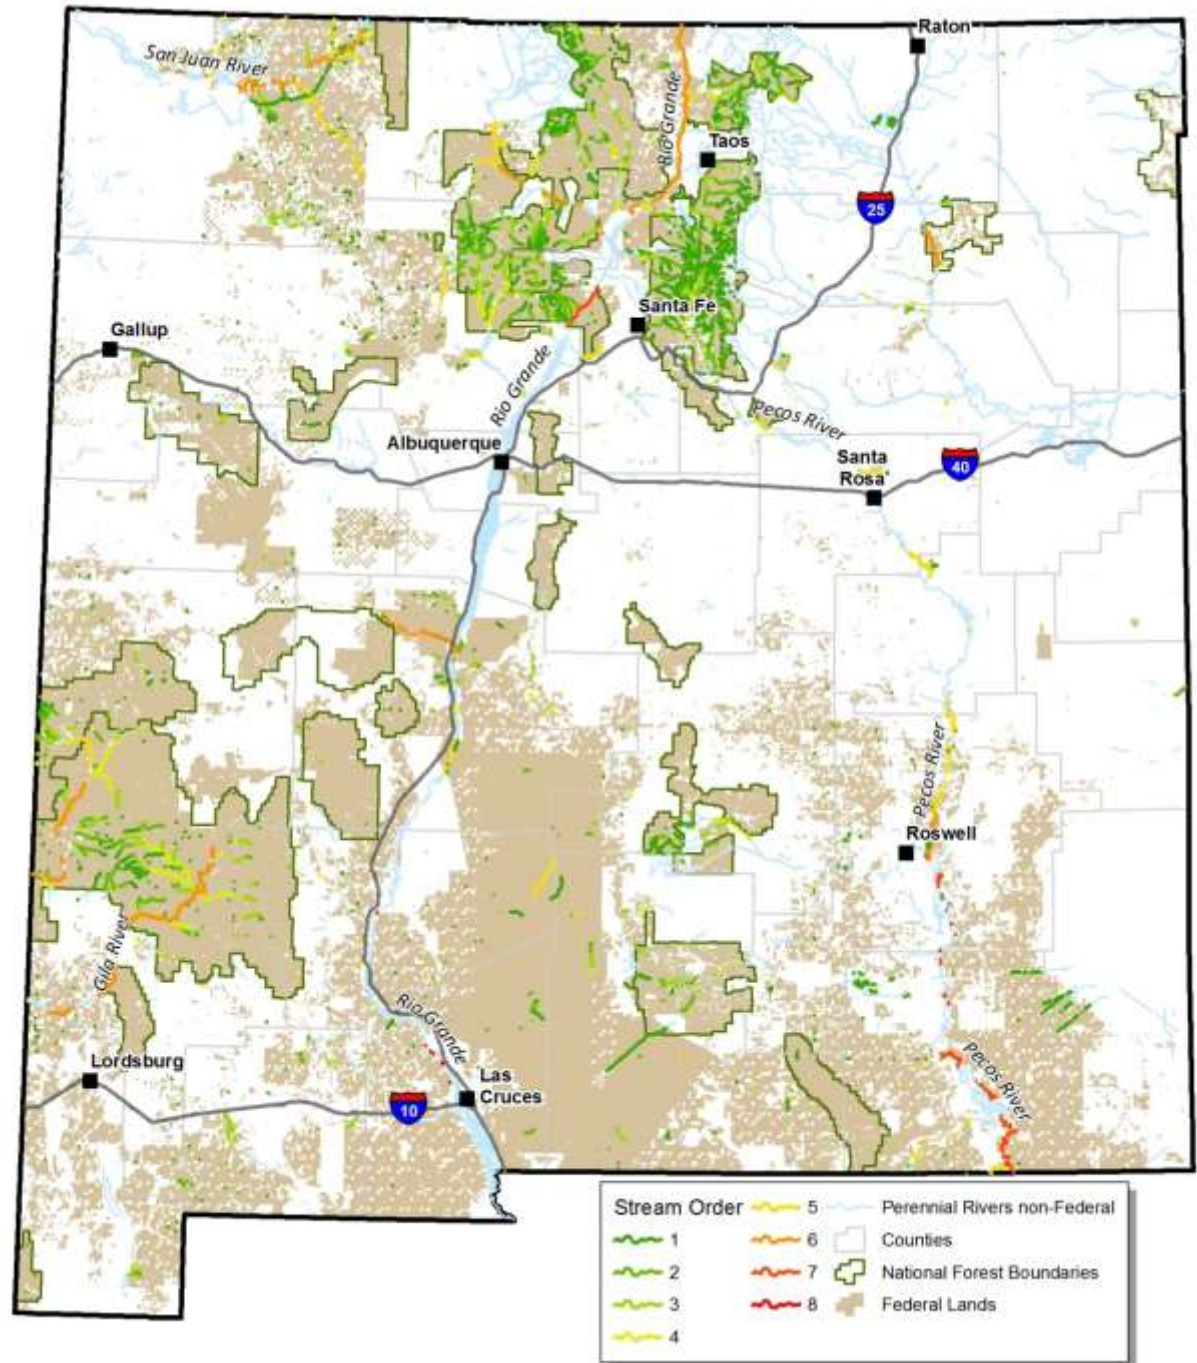 Raton
San Juan River
Rio Grande
Taos
25
Santa Fe
Gallup
Rio Grande
Pecos River
Albuquerque
Santa
Rosa
40
Pecos River
Roswell
Gila River
Rio Grande
Pecos River
Lordsburg
Las
Cruces
10
Stream Order
1
2
3
4
5
6
7
8
Perennial Rivers non-Federal
Counties
National Forest Boundaries
Federal Lands